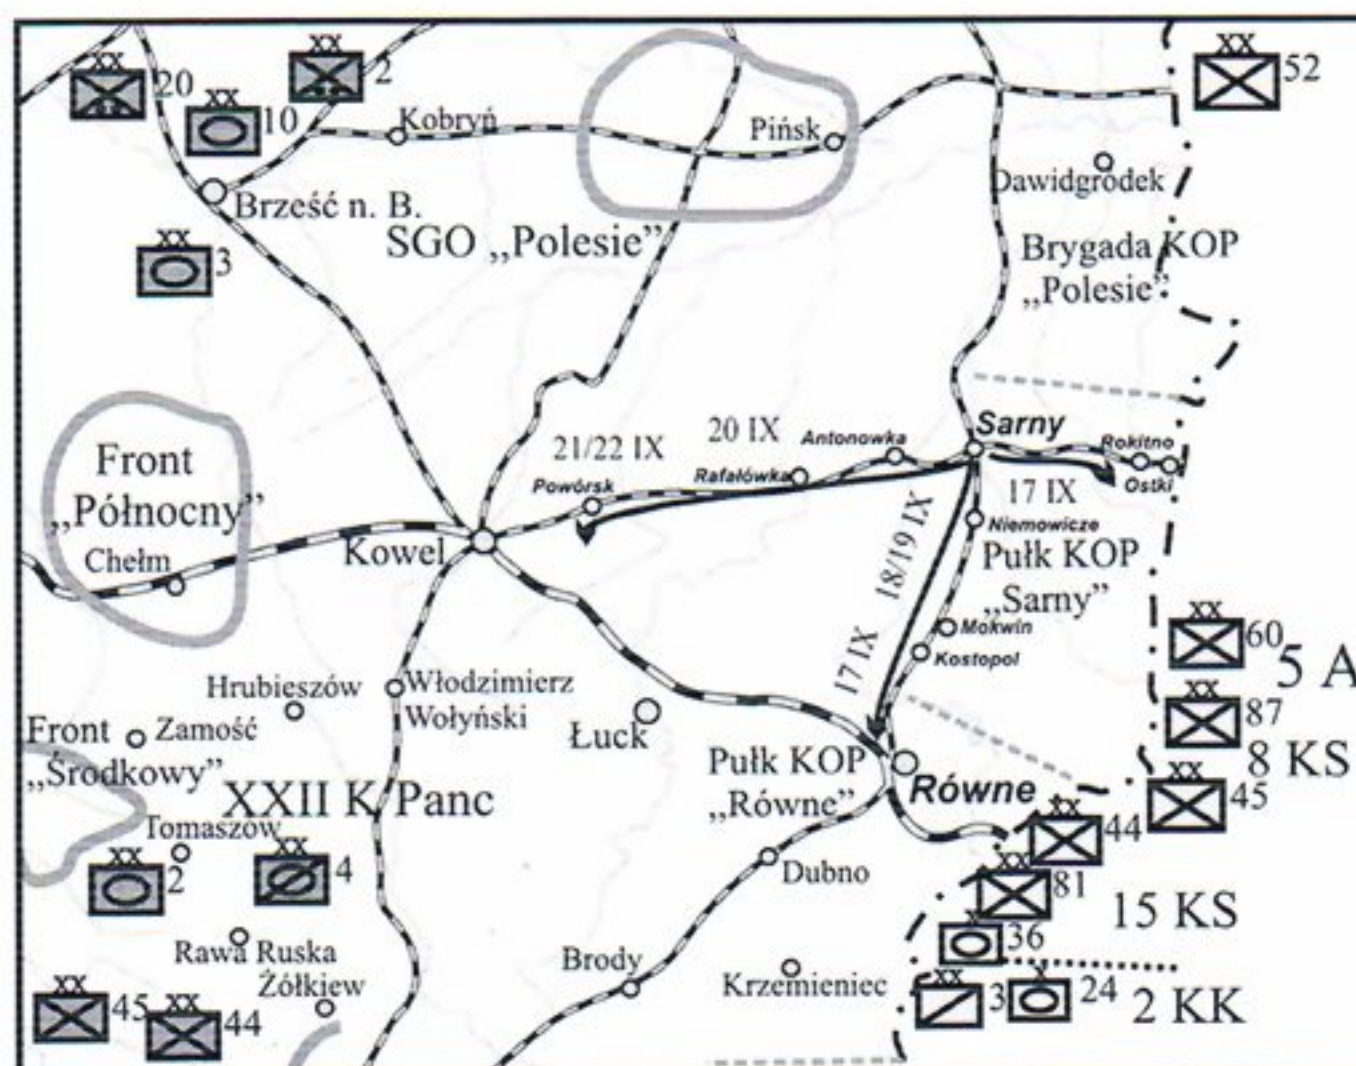 XX
20
XX
10
XX
2
XX
52
Kobryń
Pińsk
Dawidgródek
Brześć n. B.
SGO „Polesie”
XX
3
Brygada KOP
„Polesie”
Front
„Północny”
Chełm
Kowel
21/22 IX
Powórsk
20 IX
Rafałówka
Antonowka
Sarny
Rokitno
Ostki
17 IX
Niemowicze
18/19 IX
17 IX
Pułk KOP
„Sarny”
Mokwin
Kostopol
XX
60
5 A
XX
87
8 KS
XX
45
Hrubieszów
Włodzimierz
Wołyński
Zamość
Front
„Środkowy”
Łuck
Pułk KOP
„Równe”
Równe
XXII K Panc
Tomaszów
XX
2
XX
4
XX
44
XX
81
15 KS
Dubno
X
36
Rawa Ruska
Żółkiew
Brody
Krzemieniec
XX
3
X
24
2 KK
XX
45
XX
44